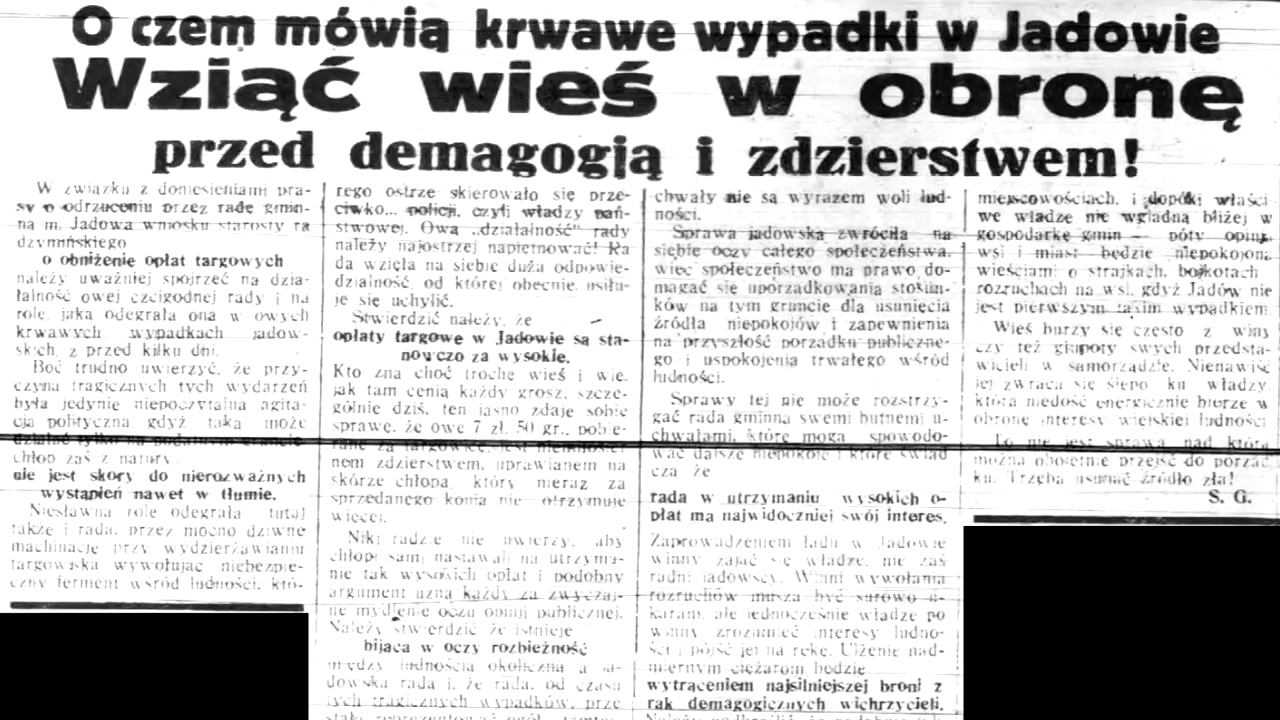 O czem mówią krwawe wypadki w Jadowie
Wziąć wieś w obronę
przed demagogją i zdzierstwem!
W związku z doniesieniami pra-
sy o odrzuceniu przez radę gmin-
ną m. Jadowa wniosku starosty ra
dzymińskiego
o obniżenie opłat targowych
należy uważniej spojrzeć na dzia-
łalność owej czcigodnej rady i na
rolę, jaką odegrała ona w owych
krwawych wypadkach jadow-
skich, z przed kilku dni.
Boć trudno uwierzyć, że przy-
czyną tragicznych tych wydarzeń
była jedynie niepoczytalna agita-
cja polityczna gdyż taka może
działać tylko na podatnym gruncie
chłop zaś z natury
nie jest skory do nierozważnych
wystąpień nawet w tłumie.
Niesławną rolę odegrała tutaj
także i rada, przez mocno dziwne
machinacje przy wydzierżawianiu
targowiska wywołując niebezpie-
czny ferment wśród ludności, któ-
rego ostrze skierowało się prze-
ciwko... policji, czyli władzy pań-
stwowej. Ową „działalność" rady
należy najostrzej napiętnować! Ra
da wzięła na siebie dużą odpowie-
dzialność, od której obecnie usiłu-
je się uchylić.
Stwierdzić należy, że
opłaty targowe w Jadowie są sta-
nowczo za wysokie.
Kto zna choć trochę wieś i wie,
jak tam cenią każdy grosz, szcze-
gólnie dziś, ten jasno zdaje sobie
sprawę, że owe 7 zł. 50 gr., pobie-
rane za targowicę, jest niemniej-
nem zdzierstwem, uprawianem na
skórze chłopa, który nieraz za
sprzedanego konia nie otrzymuje
więcej.
Nikt radzie nie uwierzy, aby
chłopi sami nastawali na utrzyma-
nie tak wysokich opłat i podobny
argument uzna każdy za zwyczaj-
ne mydlenie oczu opinji publicznej.
Należy stwierdzić że istnieje
bijąca w oczy rozbieżność
między ludnością okoliczną a ja-
dowską radą i, że rada, od czasu
tych tragicznych wypadków, prze
chwały nie są wyrazem woli lud-
ności.
Sprawa jadowska zwróciła na
siebie oczy całego społeczeństwa,
więc społeczeństwo ma prawo do-
magać się uporządkowania stosun-
ków na tym gruncie dla usunięcia
źródła niepokojów i zapewnienia
na przyszłość porządku publiczne-
go i uspokojenia trwałego wśród
ludności.
Sprawy tej nie może rozstrzy-
gać rada gminna swemi butnemi u-
chwałami, które mogą spowodo-
wać dalsze niepokoje i które świad
czą że
rada w utrzymaniu wysokich o-
płat ma najwidoczniej swój interes.
Zaprowadzeniem ładu w Jadowie
winny zająć się władze, nie zaś
radni jadowscy. Winni wywołania
rozruchów muszą być surowo u-
karani, ale jednocześnie władze po
winny zrozumieć interesy ludno-
ści i pójść jej na rękę. Ulżenie nad-
miernym ciężarom będzie
wytrąceniem najsilniejszej broni z
rąk demagogicznych wichrzycieli.
miejscowościach, i dopóki właści-
we władze nie wglądną bliżej w
gospodarkę gmin — póty opinja
wsi i miast będzie niepokojona
wieściami o strajkach, bojkotach
rozruchach na wsi, gdyż Jadów nie
jest pierwszym takim wypadkiem.
Wieś burzy się często z winy
czy też głupoty swych przedsta-
wicieli w samorządzie. Nienawiść
jej zwraca się ślepo ku władzy,
która niedość energicznie bierze w
obronę interesy wiejskiej ludności
To nie jest sprawa nad którą
można obojętnie przejść do porząd-
ku. Trzeba usunąć źródło zła!
S. G.